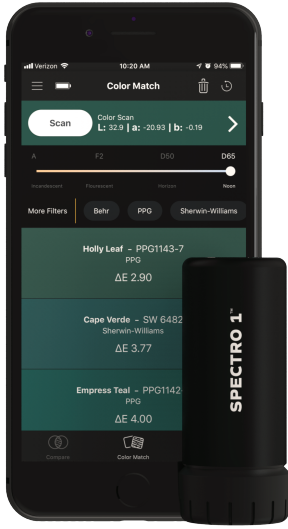 Verizon 10:20 AM 94%
Color Match
Scan
Color Scan
L: 32.9 | a: -20.93 | b: -0.19
A F2 D50 D65
Incandescent Flourescent Horizon Noon
More Filters Behr PPG Sherwin-Williams
Holly Leaf - PPG1143-7
PPG
ΔE 2.90
Cape Verde - SW 6482
Sherwin-Williams
ΔE 3.77
Empress Teal - PPG1142-
PPG
ΔE 4.00
Compare Color Match
SPECTRO 1™